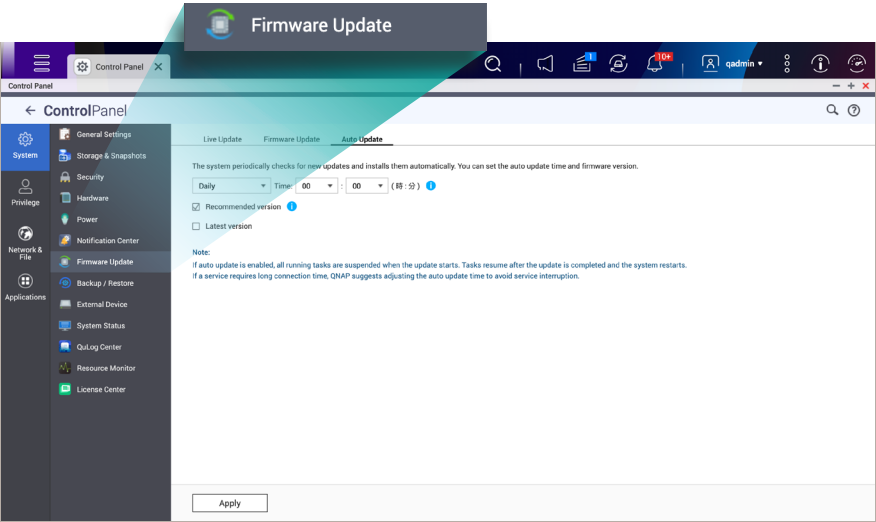 Firmware Update
Control Panel
1
10+
qadmin
Control Panel
ControlPanel
System
Privilege
Network &
File
Applications
General Settings
Storage & Snapshots
Security
Hardware
Power
Notification Center
Firmware Update
Backup / Restore
External Device
System Status
QuLog Center
Resource Monitor
License Center
Live Update Firmware Update Auto Update
The system periodically checks for new updates and installs them automatically. You can set the auto update time and firmware version.
Daily Time: 00 : 00 (時 : 分)
Recommended version
Latest version
Note:
If auto update is enabled, all running tasks are suspended when the update starts. Tasks resume after the update is completed and the system restarts.
If a service requires long connection time, QNAP suggests adjusting the auto update time to avoid service interruption.
Apply